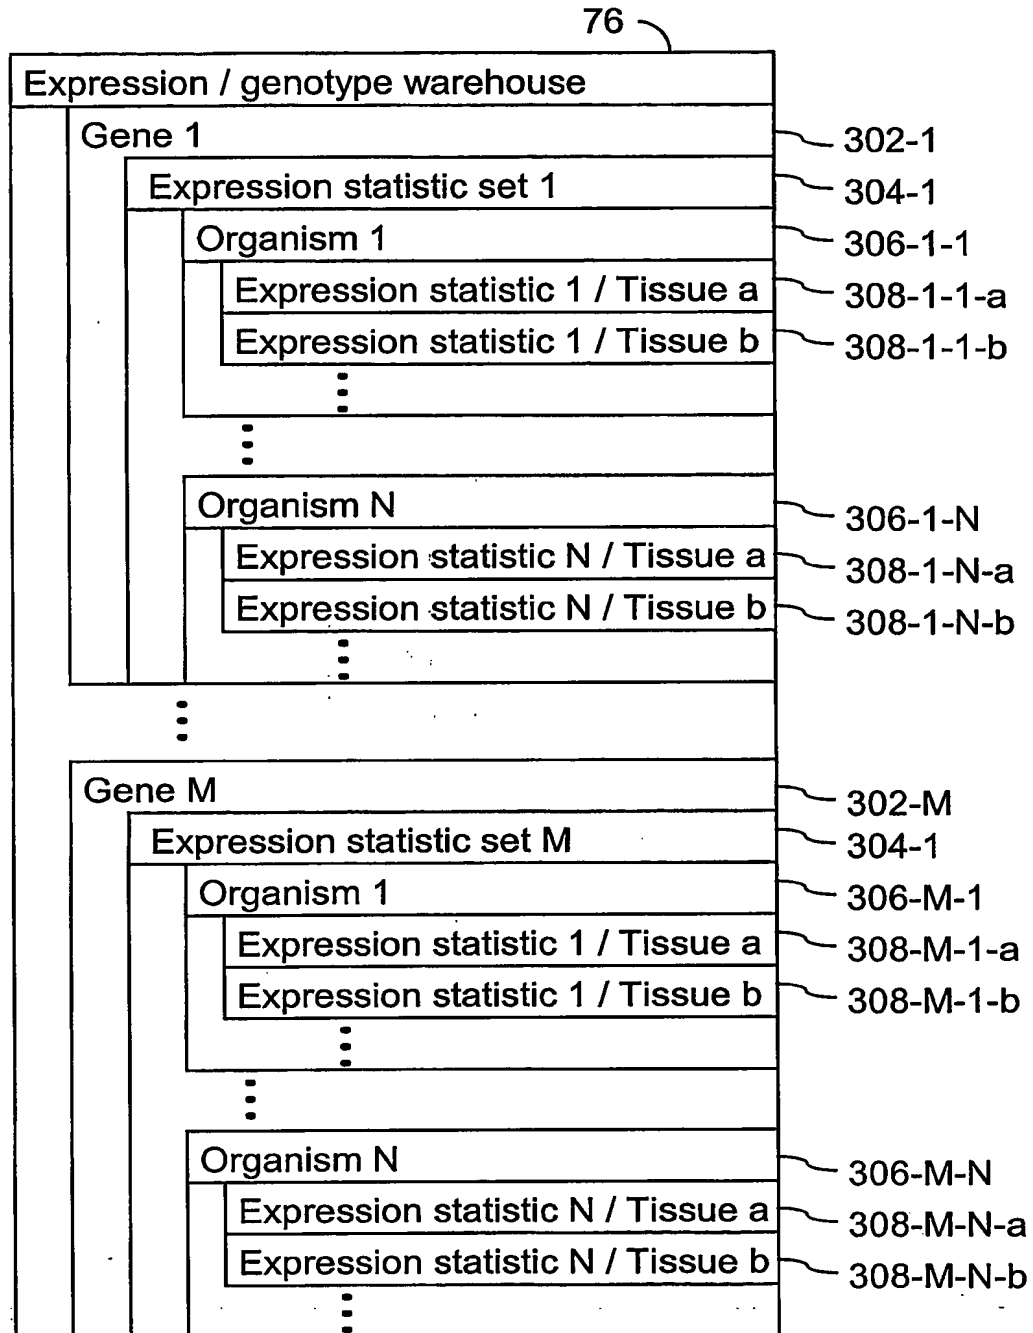 76
Expression / genotype warehouse
Gene 1 302-1
Expression statistic set 1 304-1
Organism 1 306-1-1
Expression statistic 1 / Tissue a 308-1-1-a
Expression statistic 1 / Tissue b 308-1-1-b
Organism N 306-1-N
Expression statistic N / Tissue a 308-1-N-a
Expression statistic N / Tissue b 308-1-N-b
Gene M 302-M
Expression statistic set M 304-1
Organism 1 306-M-1
Expression statistic 1 / Tissue a 308-M-1-a
Expression statistic 1 / Tissue b 308-M-1-b
Organism N 306-M-N
Expression statistic N / Tissue a 308-M-N-a
Expression statistic N / Tissue b 308-M-N-b